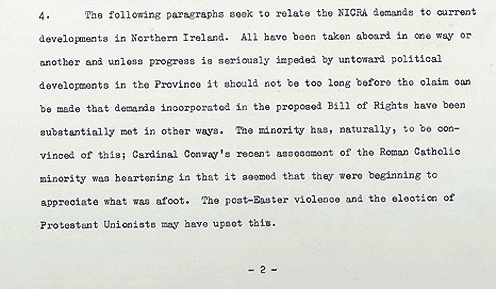 4. The following paragraphs seek to relate the NICRA demands to current
developments in Northern Ireland. All have been taken aboard in one way or
another and unless progress is seriously impeded by untoward political
developments in the Province it should not be too long before the claim can
be made that demands incorporated in the proposed Bill of Rights have been
substantially met in other ways. The minority has, naturally, to be con-
vinced of this; Cardinal Conway's recent assessment of the Roman Catholic
minority was heartening in that it seemed that they were beginning to
appreciate what was afoot. The post-Easter violence and the election of
Protestant Unionists may have upset this.
- 2 -